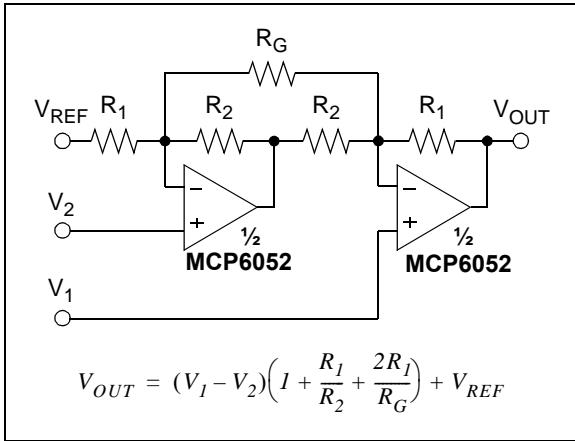 R_G
V_REF R_1 R_2 R_2 R_1 V_OUT
V_2 − + ½ − + ½
MCP6052 MCP6052
V_1
V_OUT = (V_1 – V_2)(1 + R_1/R_2 + 2R_1/R_G) + V_REF